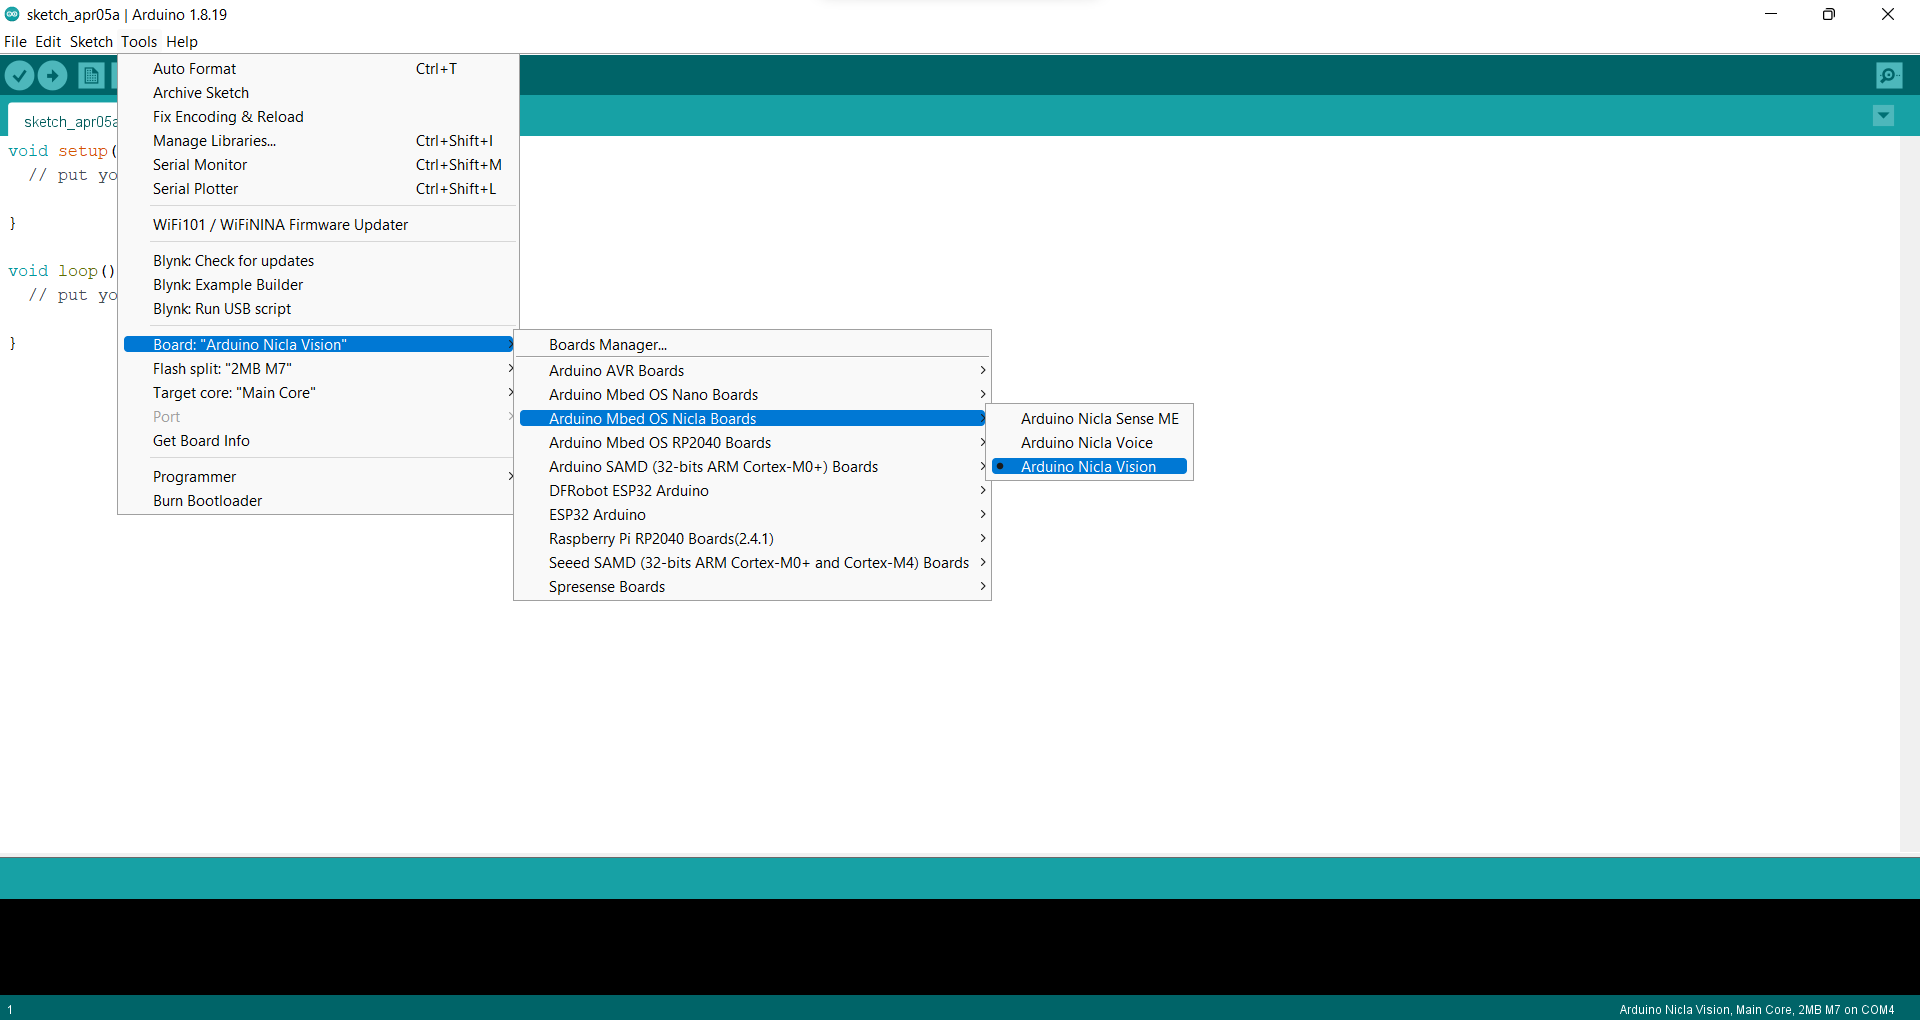 sketch_apr05a | Arduino 1.8.19
File Edit Sketch Tools Help
sketch_apr05a
void setup(
// put yo
}
void loop()
// put yo
}
Auto Format Ctrl+T
Archive Sketch
Fix Encoding & Reload
Manage Libraries... Ctrl+Shift+I
Serial Monitor Ctrl+Shift+M
Serial Plotter Ctrl+Shift+L
WiFi101 / WiFiNINA Firmware Updater
Blynk: Check for updates
Blynk: Example Builder
Blynk: Run USB script
Board: "Arduino Nicla Vision"
Flash split: "2MB M7"
Target core: "Main Core"
Port
Get Board Info
Programmer
Burn Bootloader
Boards Manager...
Arduino AVR Boards
Arduino Mbed OS Nano Boards
Arduino Mbed OS Nicla Boards
Arduino Mbed OS RP2040 Boards
Arduino SAMD (32-bits ARM Cortex-M0+) Boards
DFRobot ESP32 Arduino
ESP32 Arduino
Raspberry Pi RP2040 Boards(2.4.1)
Seeed SAMD (32-bits ARM Cortex-M0+ and Cortex-M4) Boards
Spresense Boards
Arduino Nicla Sense ME
Arduino Nicla Voice
Arduino Nicla Vision
1
Arduino Nicla Vision, Main Core, 2MB M7 on COM4